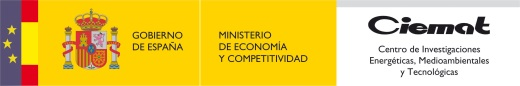 GOBIERNO
DE ESPAÑA
MINISTERIO
DE ECONOMÍA
Y COMPETITIVIDAD
Ciemat
Centro de Investigaciones
Energéticas, Medioambientales
y Tecnológicas